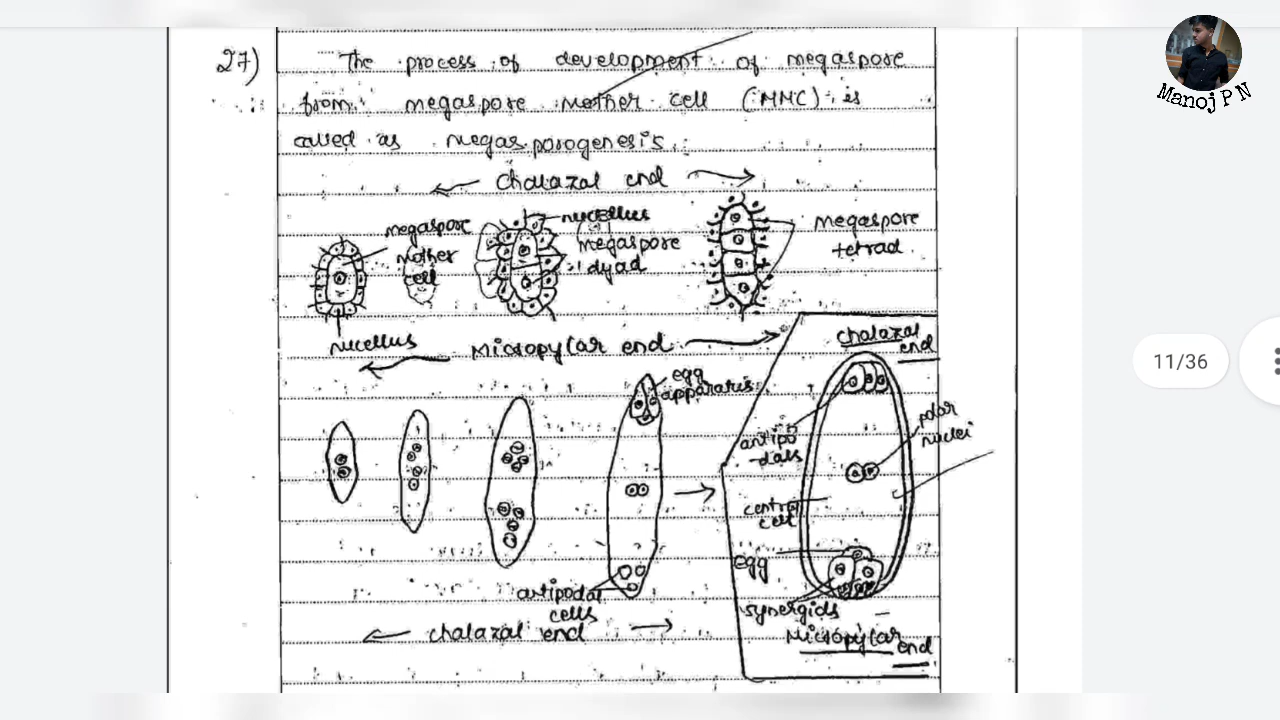 27) The process of development of megaspore
from megaspore mother cell (MMC) is
called as megasporogenesis.
chalazal end
megaspore
mother
cell
nucellus
megaspore
dyad
megaspore
tetrad
nucellus
Micropylar end
egg
apparatus
chalazal
end
antipo
dals
polar
nuclei
central
cell
egg
antipodal
cells
synergids
chalazal end
Micropylar
end
11/36
Manoj P N